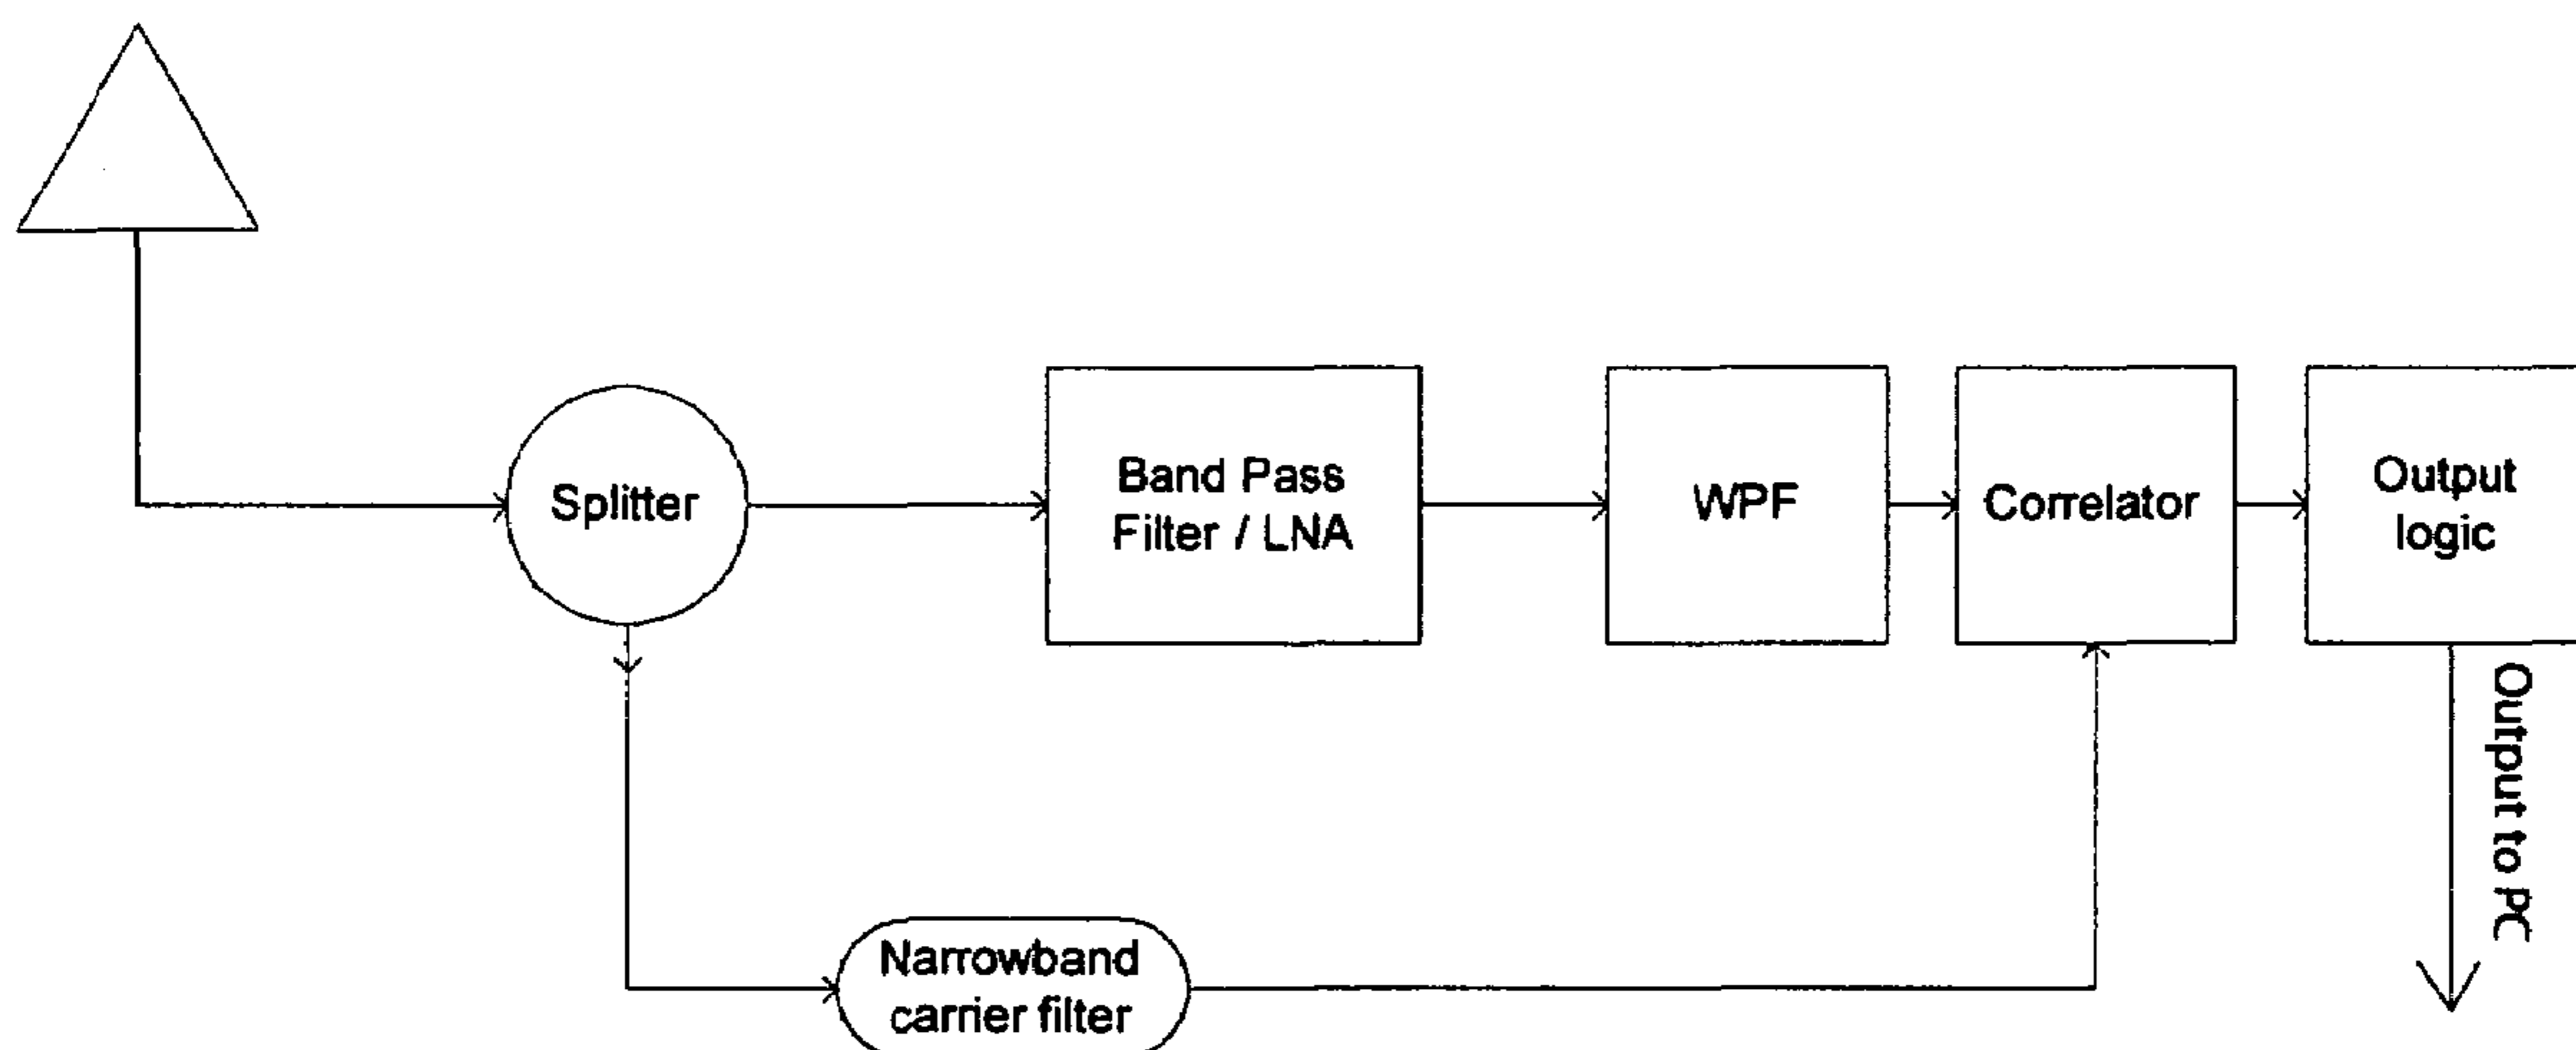 Splitter
Band Pass
Filter / LNA
WPF
Correlator
Output
logic
Output to PC
Narrowband
carrier filter